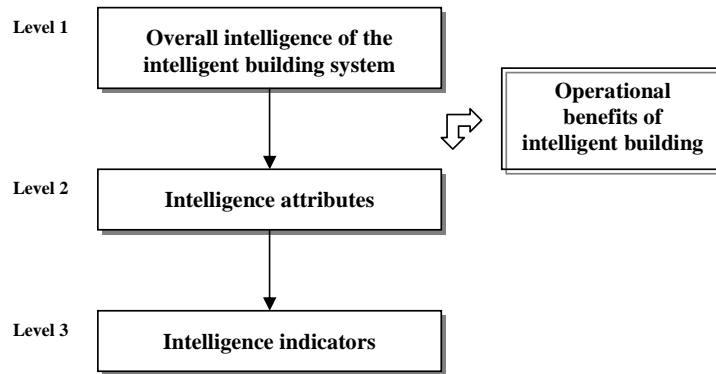 Level 1
Overall intelligence of the
intelligent building system
Operational
benefits of
intelligent building
Level 2
Intelligence attributes
Level 3
Intelligence indicators